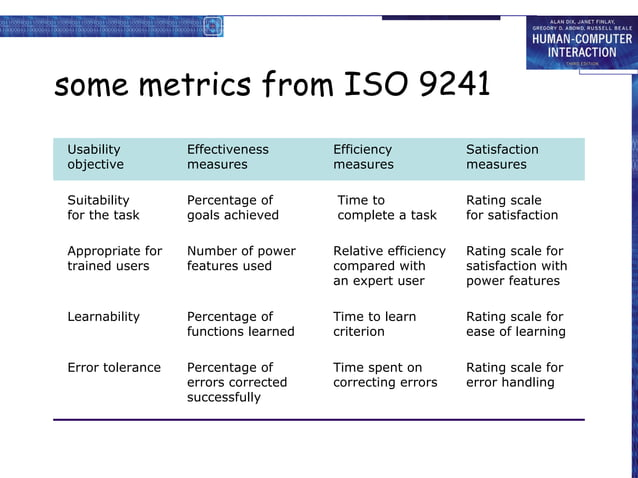 ALAN DIX, JANET FINLAY,
GREGORY D. ABOWD, RUSSELL BEALE
HUMAN-COMPUTER
INTERACTION
THIRD EDITION
some metrics from ISO 9241
Usability objective Effectiveness measures Efficiency measures Satisfaction measures
Suitability for the task Percentage of goals achieved Time to complete a task Rating scale for satisfaction
Appropriate for trained users Number of power features used Relative efficiency compared with an expert user Rating scale for satisfaction with power features
Learnability Percentage of functions learned Time to learn criterion Rating scale for ease of learning
Error tolerance Percentage of errors corrected successfully Time spent on correcting errors Rating scale for error handling